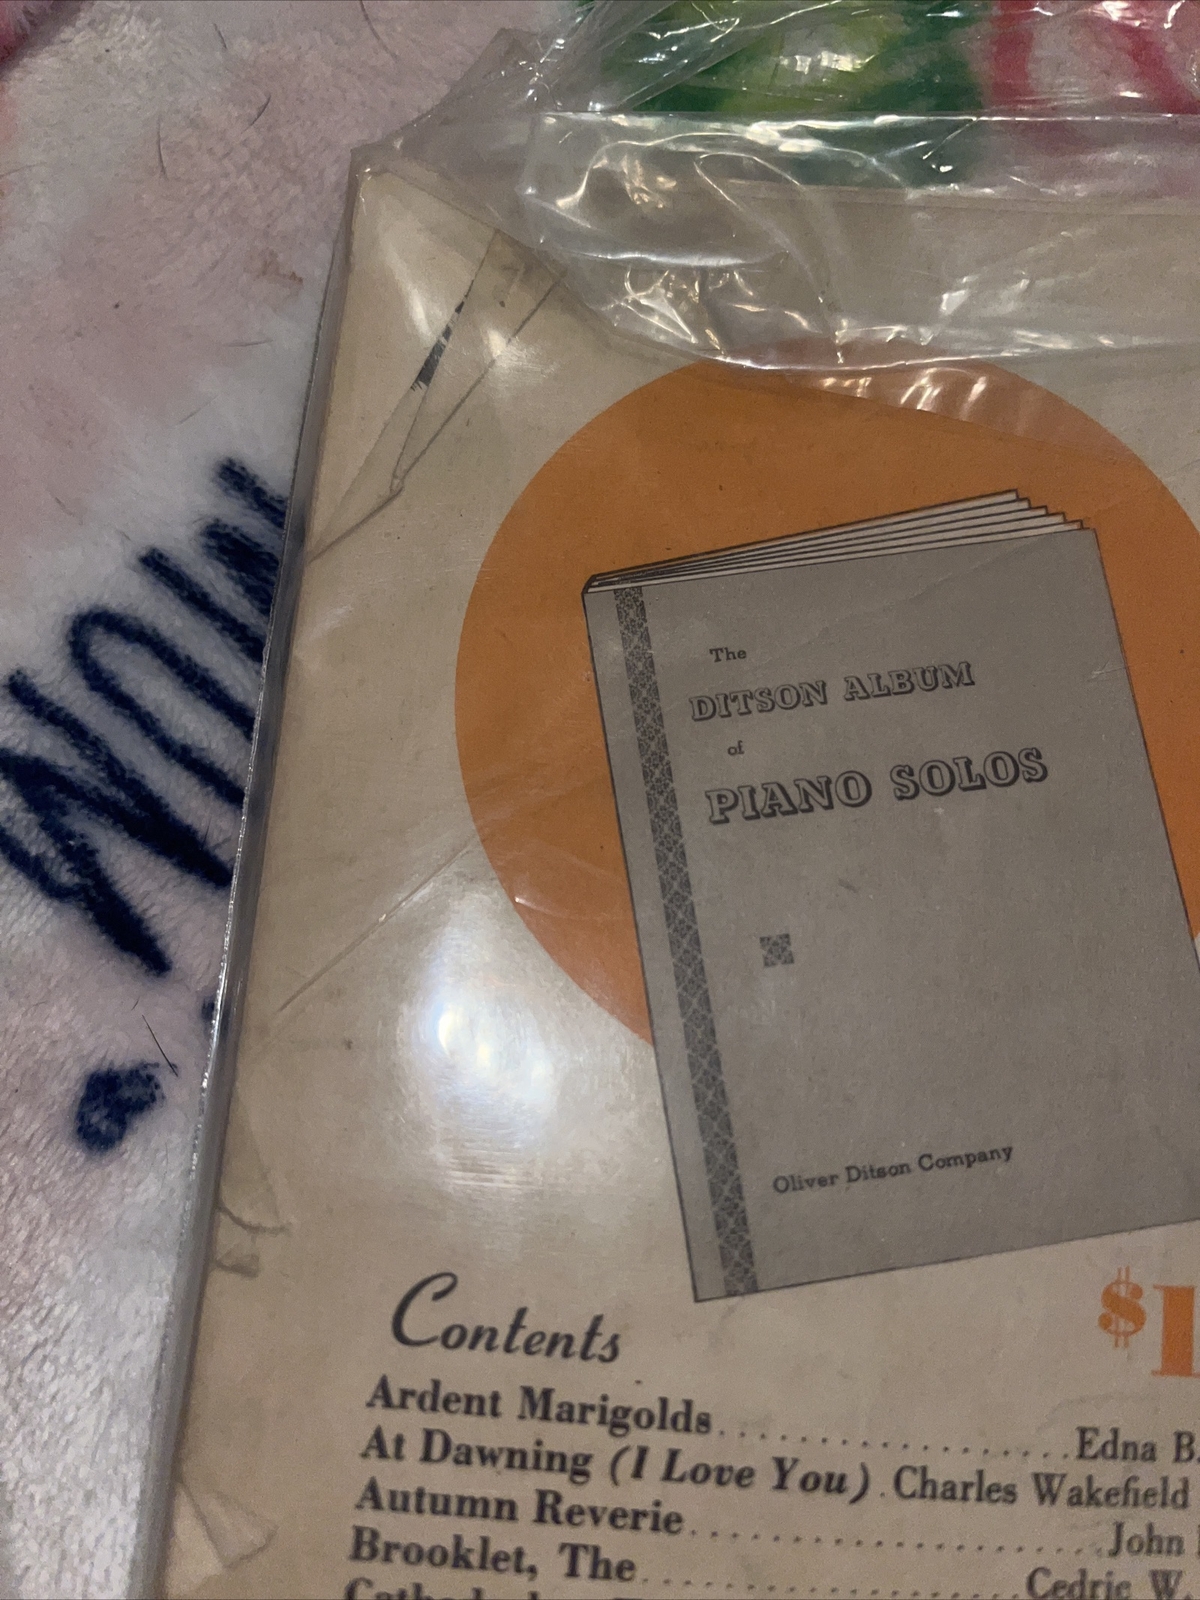 The
DITSON ALBUM
of
PIANO SOLOS
Oliver Ditson Company
Contents
$1
Ardent Marigolds....................Edna B.
At Dawning (I Love You).Charles Wakefield
Autumn Reverie......................John
Brooklet, The....................Cedric W.